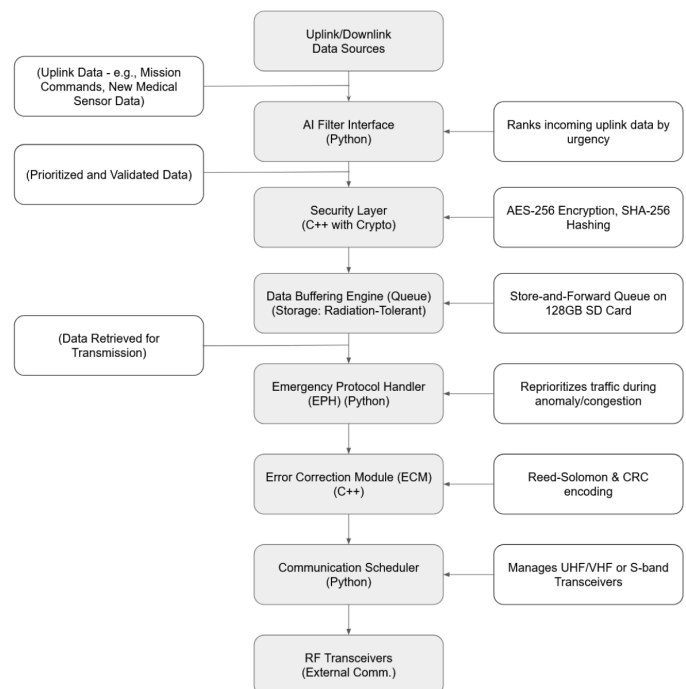 Uplink/Downlink
Data Sources
(Uplink Data - e.g., Mission
Commands, New Medical
Sensor Data)
AI Filter Interface
(Python)
Ranks incoming uplink data by
urgency
(Prioritized and Validated Data)
Security Layer
(C++ with Crypto)
AES-256 Encryption, SHA-256
Hashing
Data Buffering Engine (Queue)
(Storage: Radiation-Tolerant)
Store-and-Forward Queue on
128GB SD Card
(Data Retrieved for
Transmission)
Emergency Protocol Handler
(EPH) (Python)
Reprioritizes traffic during
anomaly/congestion
Error Correction Module (ECM)
(C++)
Reed-Solomon & CRC
encoding
Communication Scheduler
(Python)
Manages UHF/VHF or S-band
Transceivers
RF Transceivers
(External Comm.)